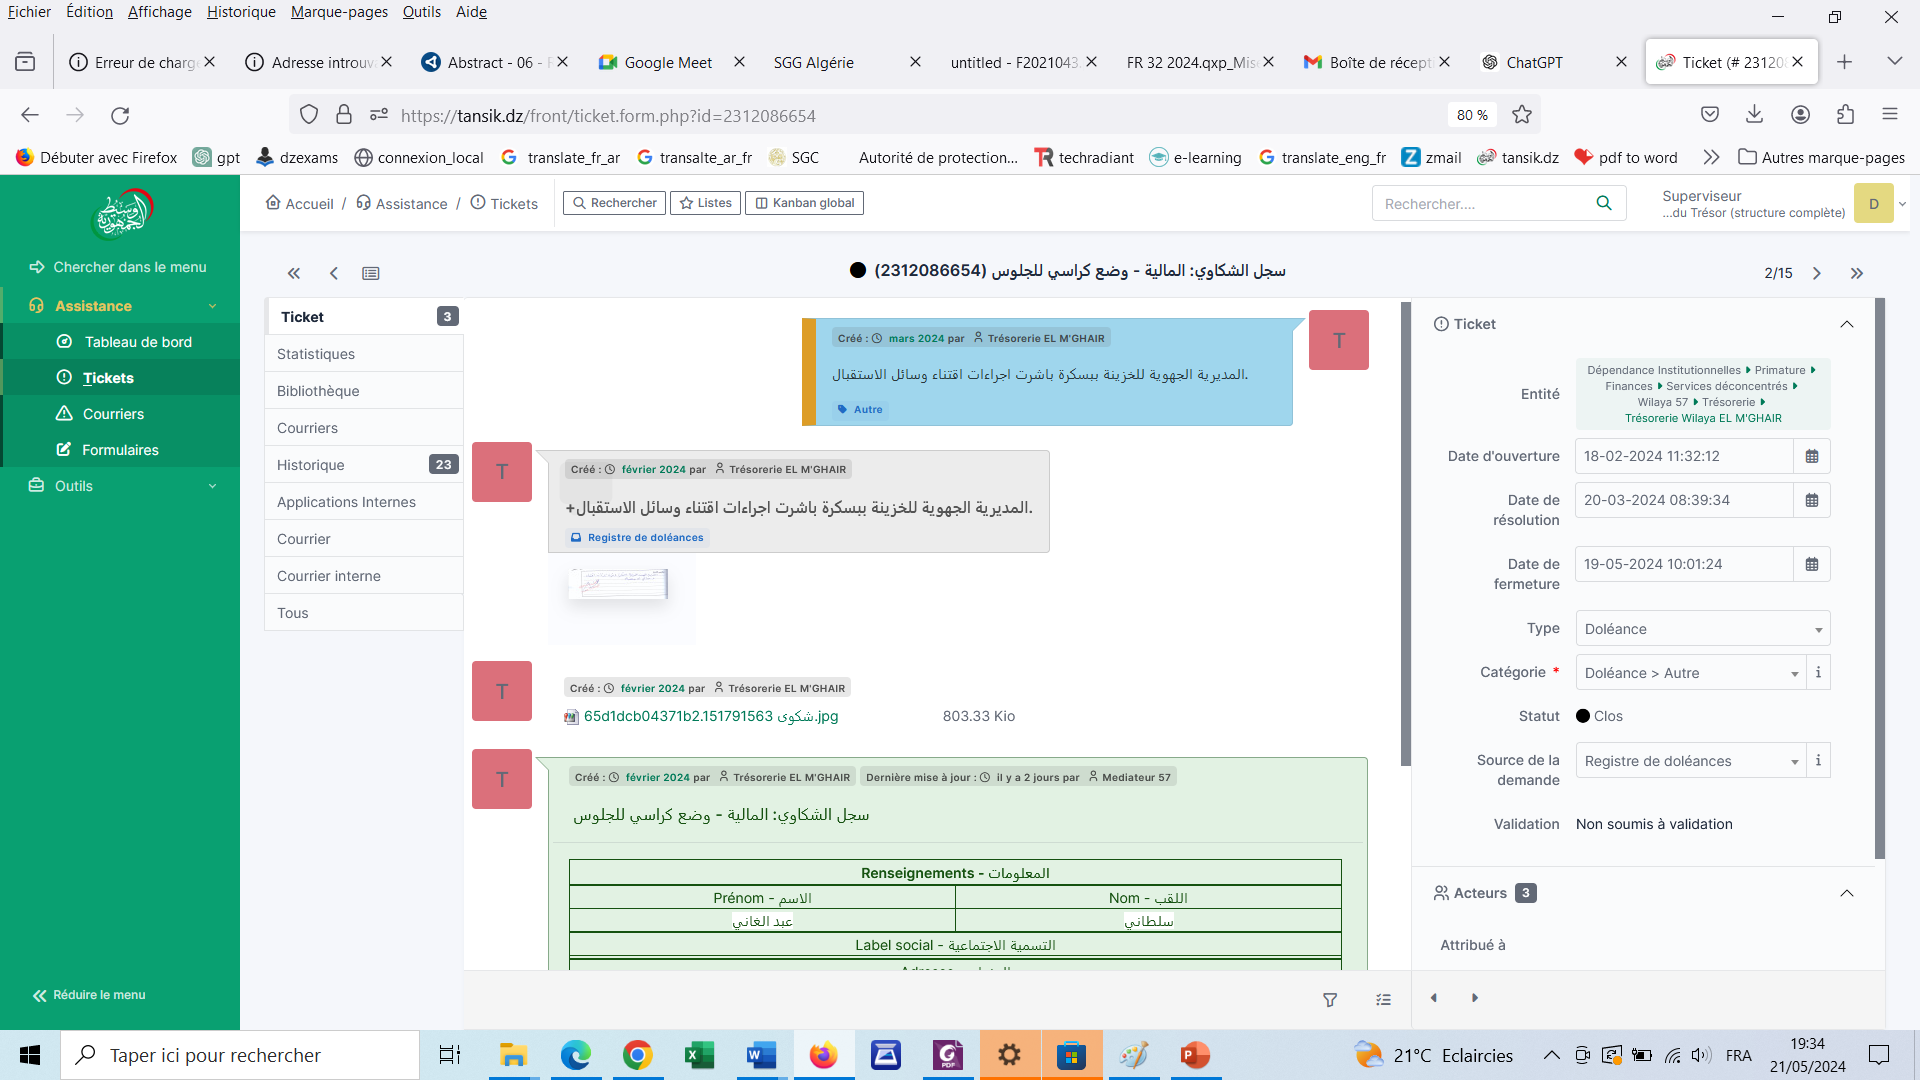 Fichier Édition Affichage Historique Marque-pages Outils Aide
Erreur de charge
Adresse introuva
Abstract - 06 - F
Google Meet
SGG Algérie
untitled - F2021043.
FR 32 2024.qxp_Mise
Boîte de récept
ChatGPT
Ticket (# 23120
https://tansik.dz/front/ticket.form.php?id=2312086654
80 %
Débuter avec Firefox
gpt
dzexams
connexion_local
translate_fr_ar
transalte_ar_fr
SGC
Autorité de protection...
techradiant
e-learning
translate_eng_fr
zmail
tansik.dz
pdf to word
Autres marque-pages
وسيط الجمهورية
Accueil / Assistance / Tickets
Rechercher
Listes
Kanban global
Rechercher....
Superviseur
...du Trésor (structure complète)
D
Chercher dans le menu
Assistance
Tableau de bord
Tickets
Courriers
Formulaires
Outils
Réduire le menu
سجل الشكاوي: المالية - وضع كراسي للجلوس (2312086654)
2/15
Ticket 3
Statistiques
Bibliothèque
Courriers
Historique 23
Applications Internes
Courrier
Courrier interne
Tous
Créé : mars 2024 par Trésorerie EL M'GHAIR
T
المديرية الجهوية للخزينة ببسكرة باشرت اجراءات اقتناء وسائل الاستقبال.
Autre
T
Créé : février 2024 par Trésorerie EL M'GHAIR
+المديرية الجهوية للخزينة ببسكرة باشرت اجراءات اقتناء وسائل الاستقبال.
Registre de doléances
T
Créé : février 2024 par Trésorerie EL M'GHAIR
65d1dcb04371b2.151791563 شكوى.jpg
803.33 Kio
T
Créé : février 2024 par Trésorerie EL M'GHAIR Dernière mise à jour : il y a 2 jours par Mediateur 57
سجل الشكاوي: المالية - وضع كراسي للجلوس
Renseignements - المعلومات
Prénom - الاسم
Nom - اللقب
عبد الغاني
سلطاني
Label social - التسمية الاجتماعية
Ticket
Entité
Dépendance Institutionnelles Primature
Finances Services déconcentrés
Wilaya 57 Trésorerie
Trésorerie Wilaya EL M'GHAIR
Date d'ouverture
18-02-2024 11:32:12
Date de résolution
20-03-2024 08:39:34
Date de fermeture
19-05-2024 10:01:24
Type
Doléance
Catégorie *
Doléance > Autre
Statut
Clos
Source de la demande
Registre de doléances
Validation
Non soumis à validation
Acteurs 3
Attribué à
Taper ici pour rechercher
21°C Eclaircies
FRA
19:34
21/05/2024